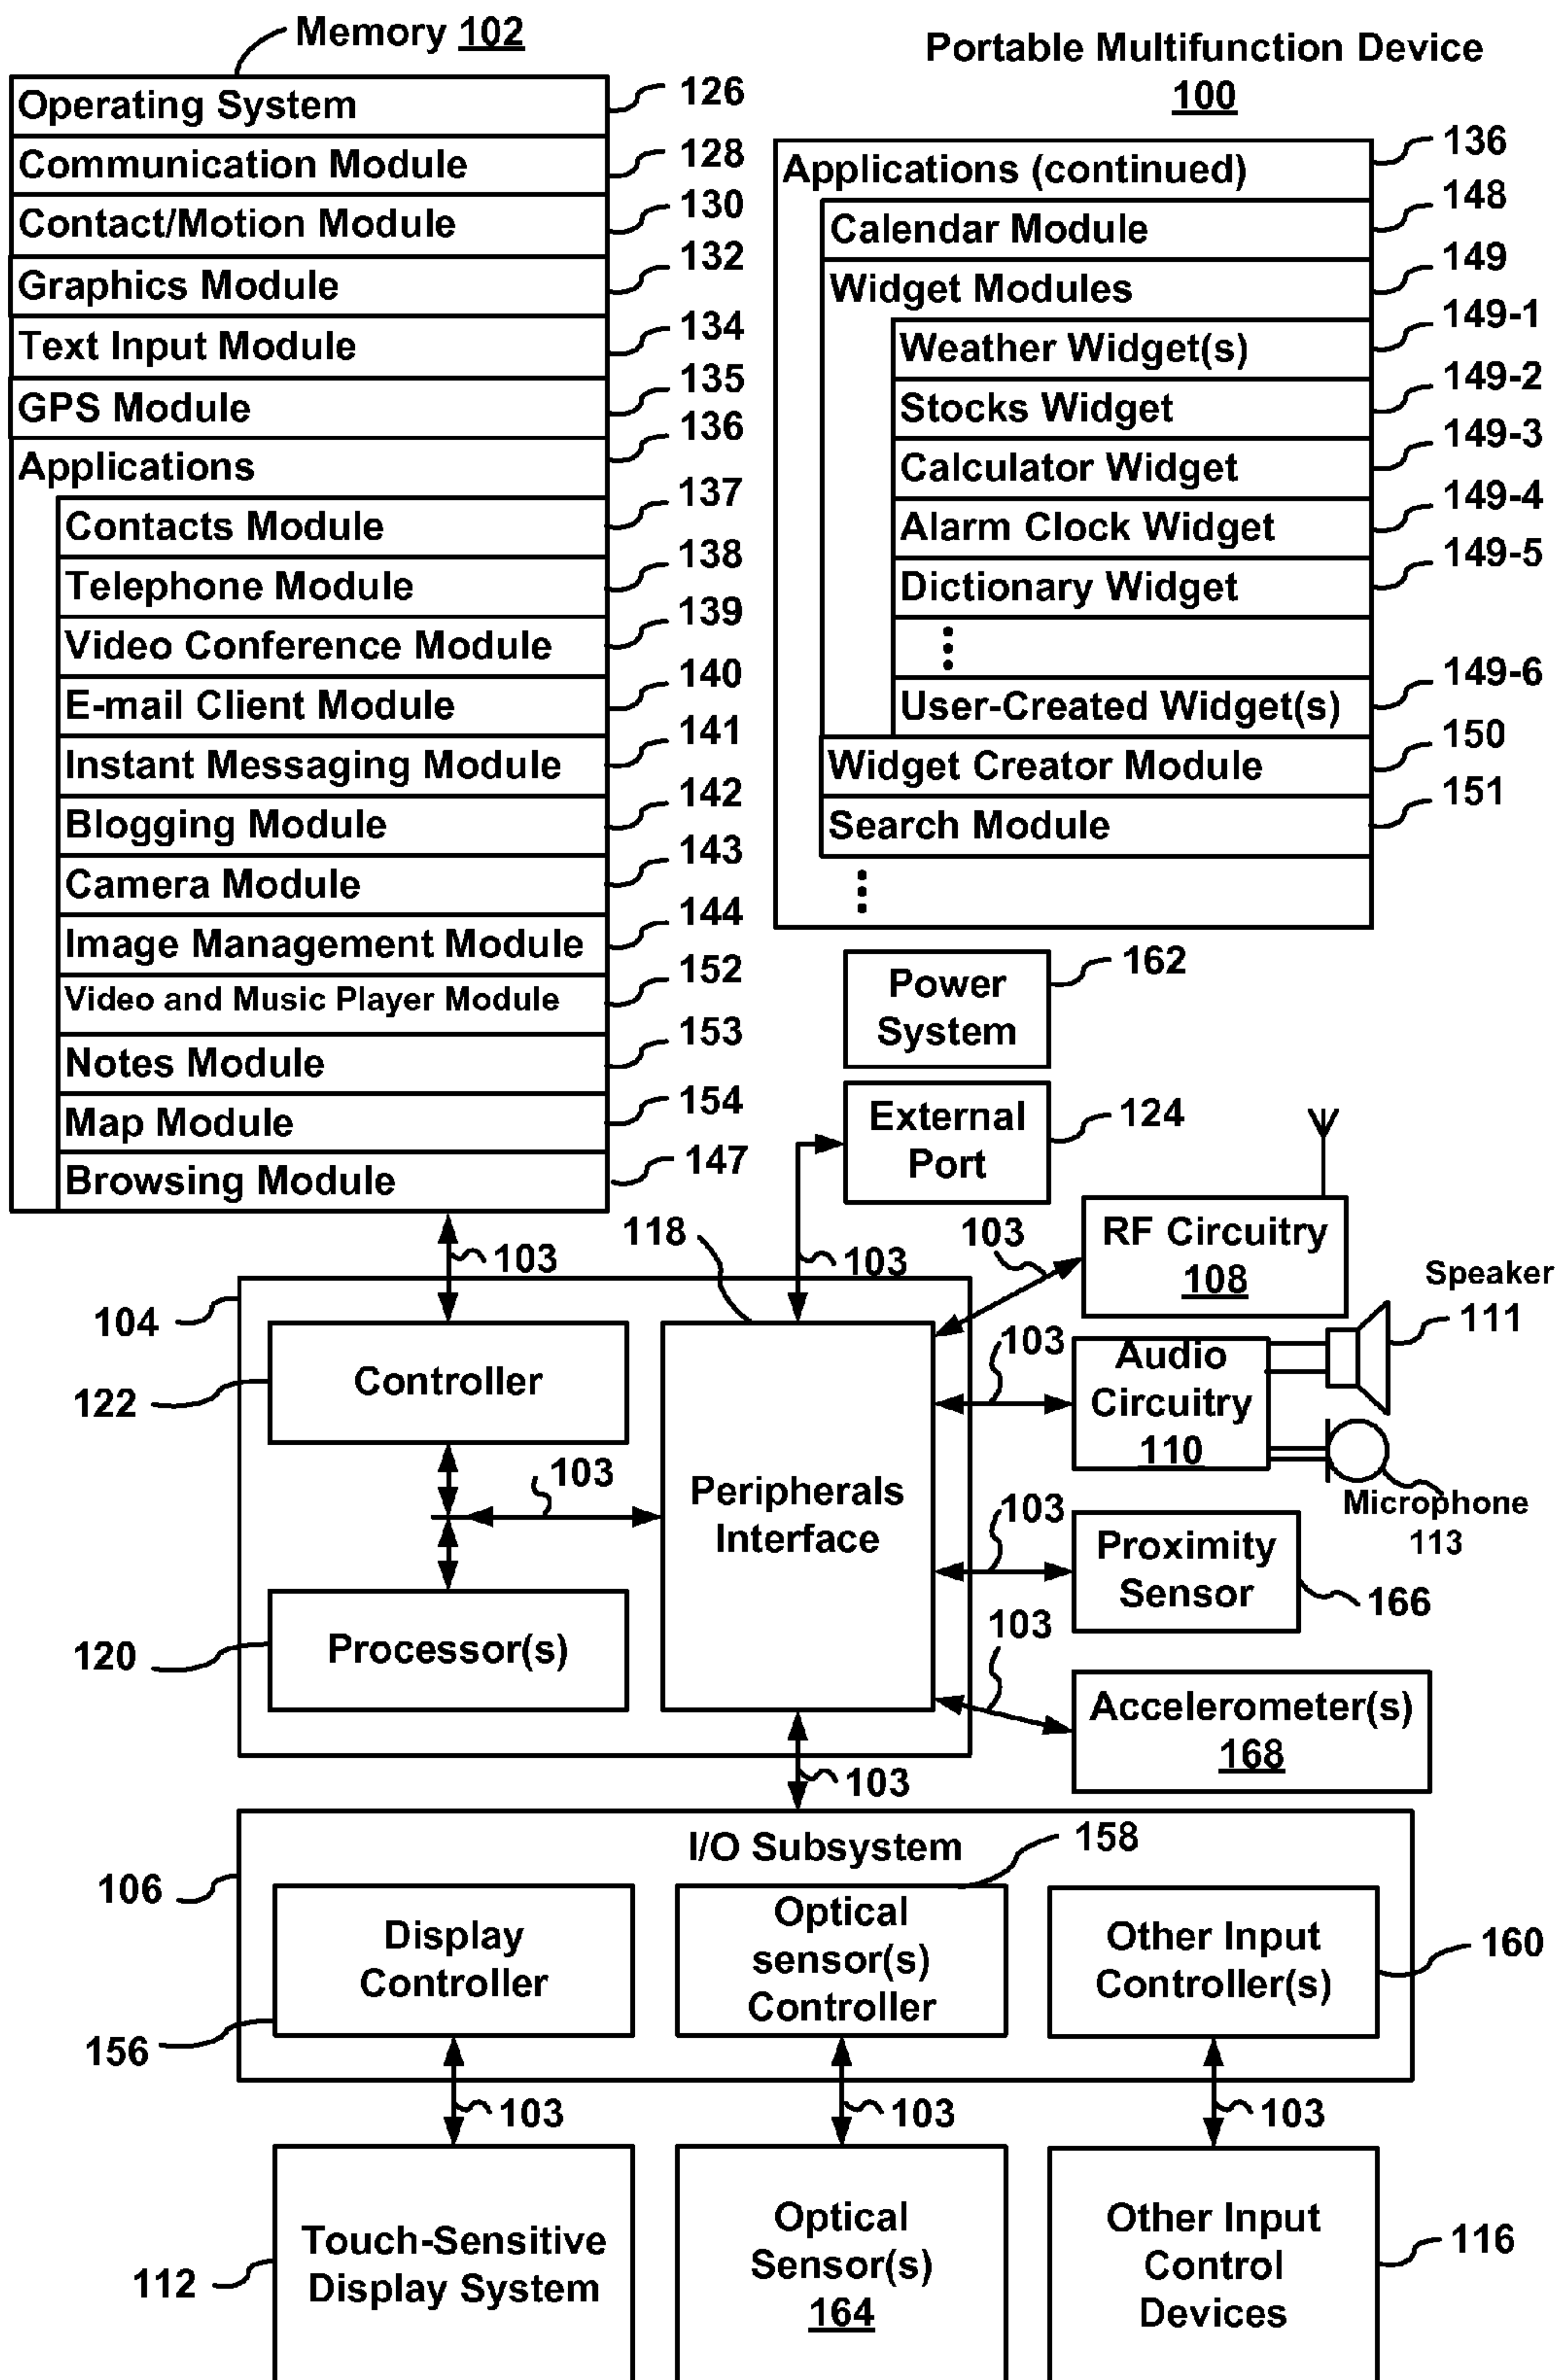 Memory 102
Portable Multifunction Device
100
Operating System
126
Communication Module
128
Contact/Motion Module
130
Graphics Module
132
Text Input Module
134
GPS Module
135
Applications
136
Contacts Module
137
Telephone Module
138
Video Conference Module
139
E-mail Client Module
140
Instant Messaging Module
141
Blogging Module
142
Camera Module
143
Image Management Module
144
Video and Music Player Module
152
Notes Module
153
Map Module
154
Browsing Module
147
Applications (continued)
136
Calendar Module
148
Widget Modules
149
Weather Widget(s)
149-1
Stocks Widget
149-2
Calculator Widget
149-3
Alarm Clock Widget
149-4
Dictionary Widget
149-5
User-Created Widget(s)
149-6
Widget Creator Module
150
Search Module
151
Power
System
162
External
Port
124
103
118
103
103
RF Circuitry
108
Speaker
111
104
Controller
122
103
Audio
Circuitry
110
Microphone
113
103
Peripherals
Interface
103
Proximity
Sensor
166
Processor(s)
120
103
Accelerometer(s)
168
103
I/O Subsystem
106
158
Display
Controller
156
Optical
sensor(s)
Controller
Other Input
Controller(s)
160
103
103
103
Touch-Sensitive
Display System
112
Optical
Sensor(s)
164
Other Input
Control
Devices
116